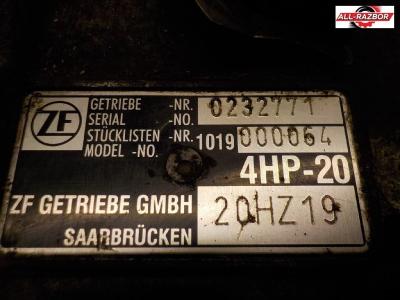 ALL-RAZBOR
ZF
GETRIEBE -NR. 0232771
SERIAL -NO.
STÜCKLISTEN -NR. 1019 000064
MODEL -NO.
4HP-20
ZF GETRIEBE GMBH 20HZ19
SAARBRÜCKEN